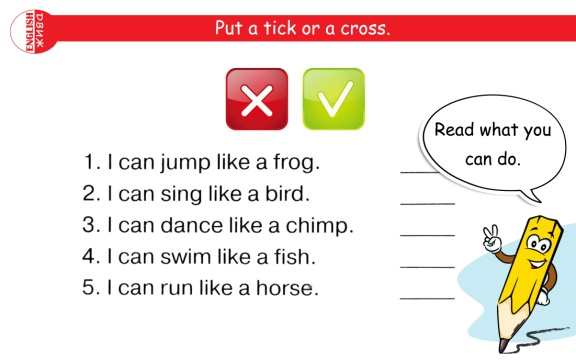 ENGLISH
ДВИЖ
Put a tick or a cross.
Read what you
can do.
1. I can jump like a frog.
2. I can sing like a bird.
3. I can dance like a chimp.
4. I can swim like a fish.
5. I can run like a horse.